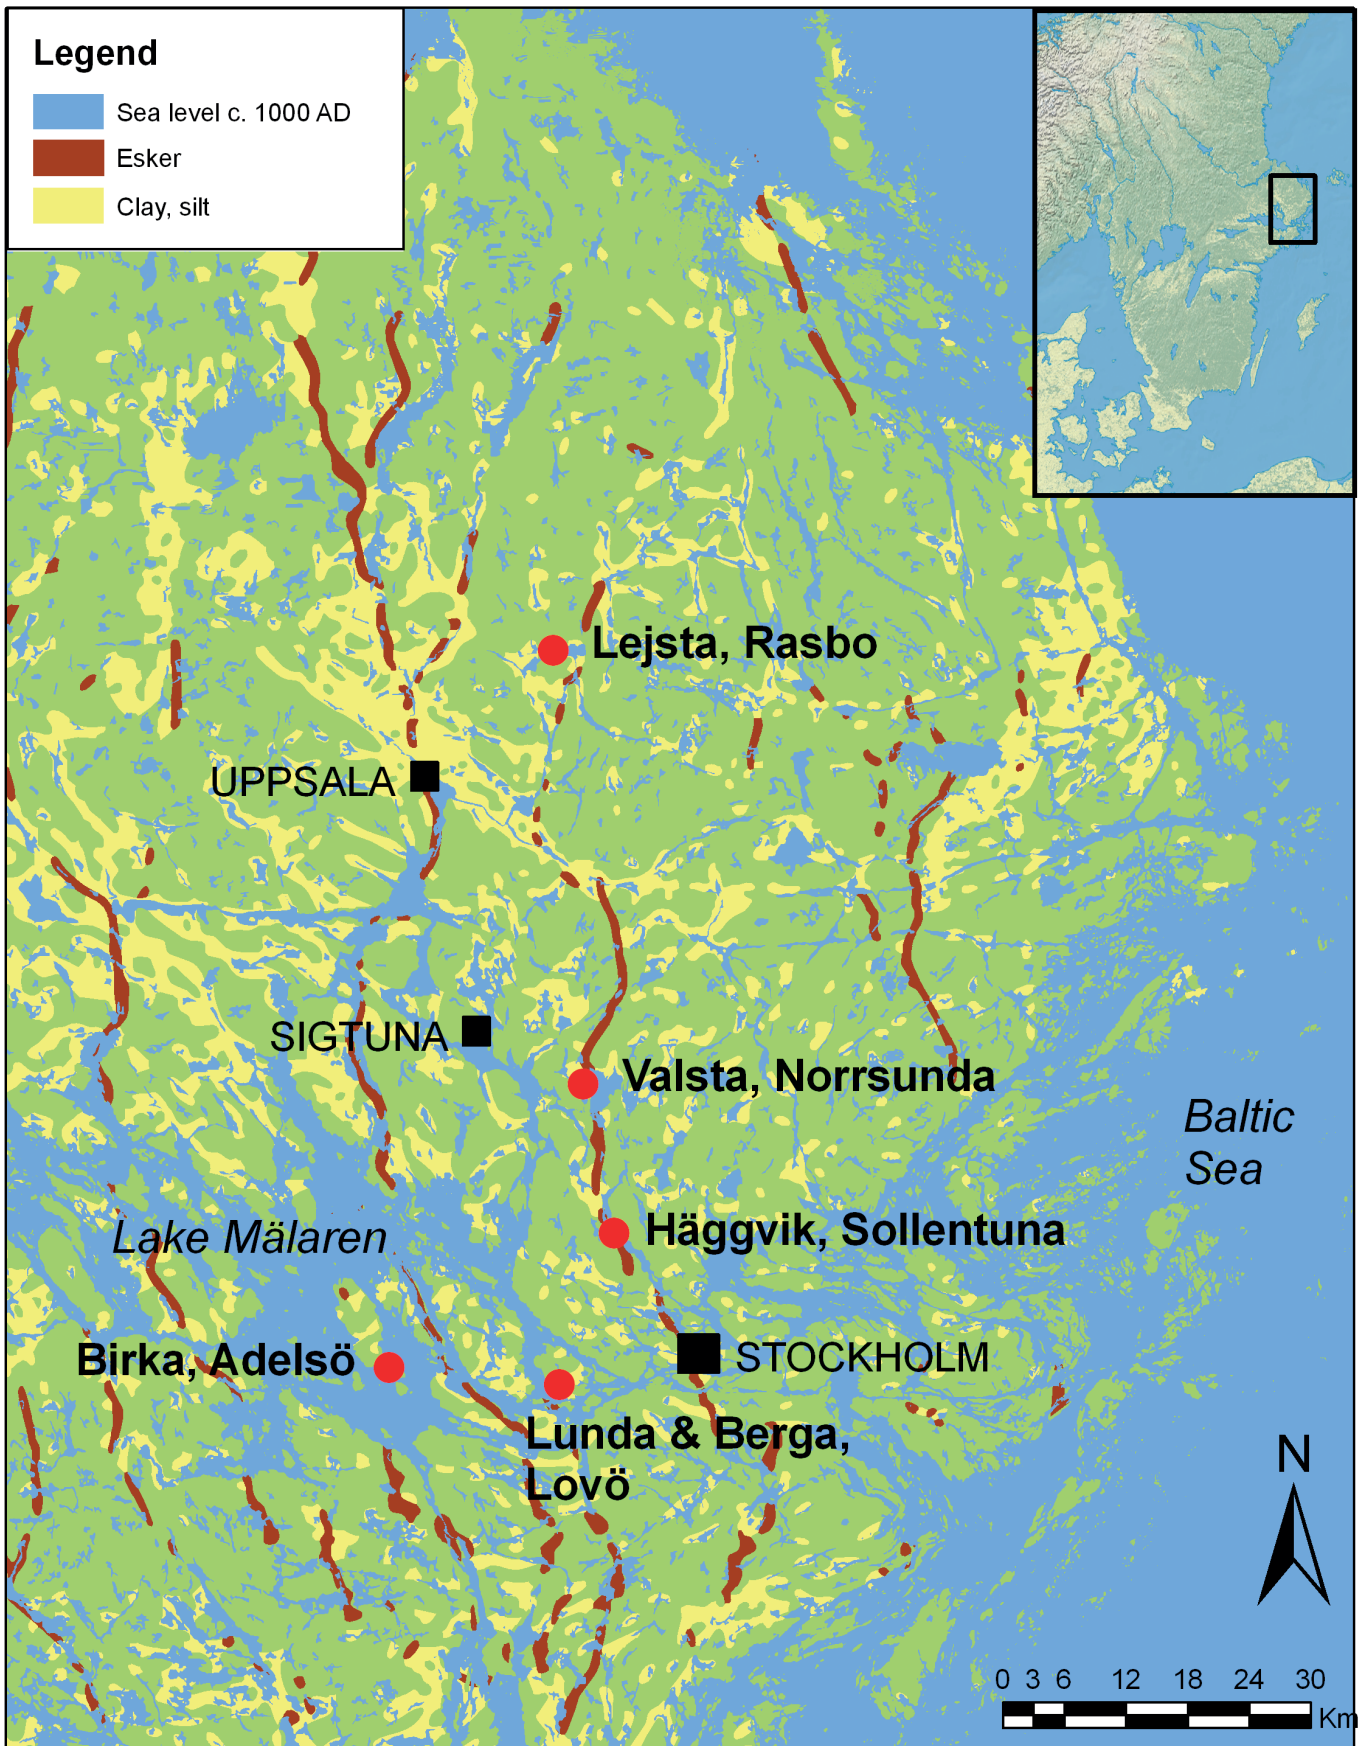 Legend
Sea level c. 1000 AD
Esker
Clay, silt
Lejsta, Rasbo
UPPSALA
SIGTUNA
Valsta, Norrsunda
Baltic
Sea
Lake Mälaren
Häggvik, Sollentuna
Birka, Adelsö
STOCKHOLM
Lunda & Berga,
Lovö
N
0 3 6 12 18 24 30
Km